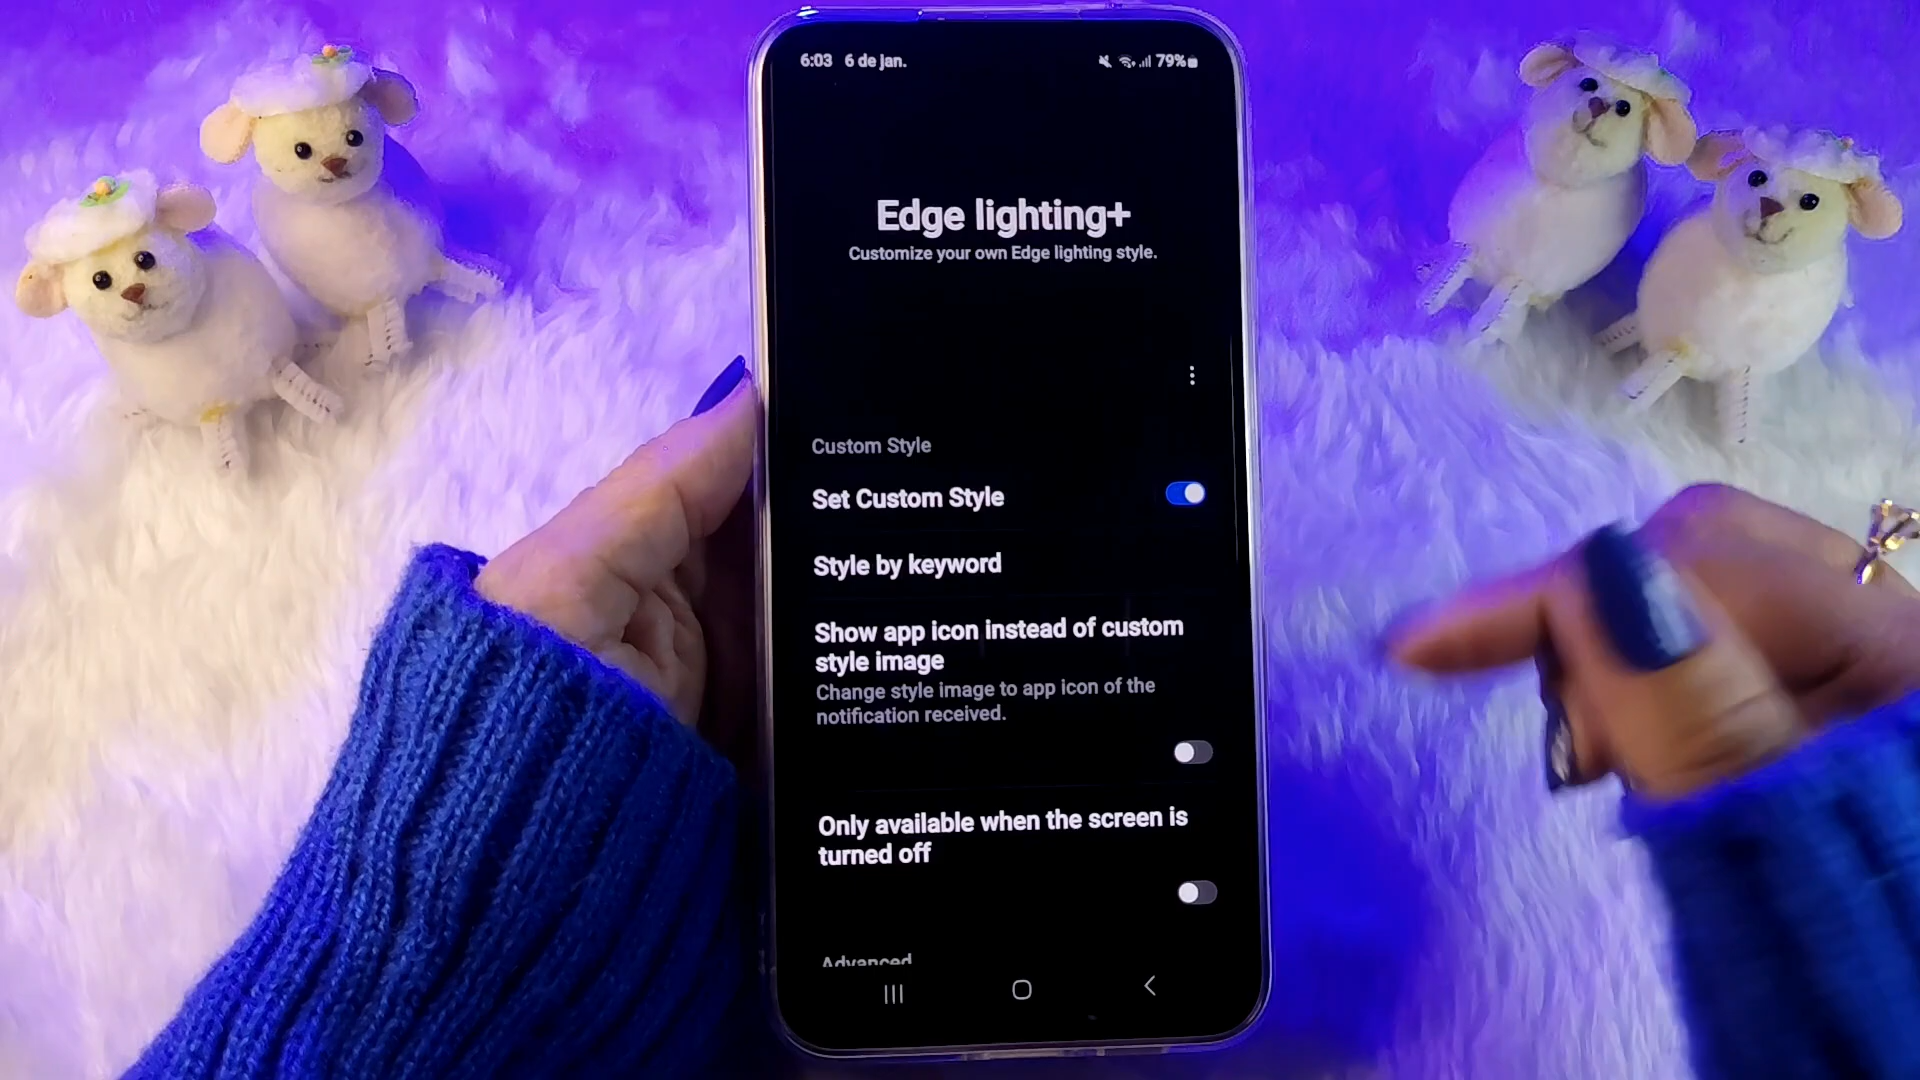 6:03 6 de jan.
79%
Edge lighting+
Customize your own Edge lighting style.
Custom Style
Set Custom Style
Style by keyword
Show app icon instead of custom
style image
Change style image to app icon of the
notification received.
Only available when the screen is
turned off
Advanced